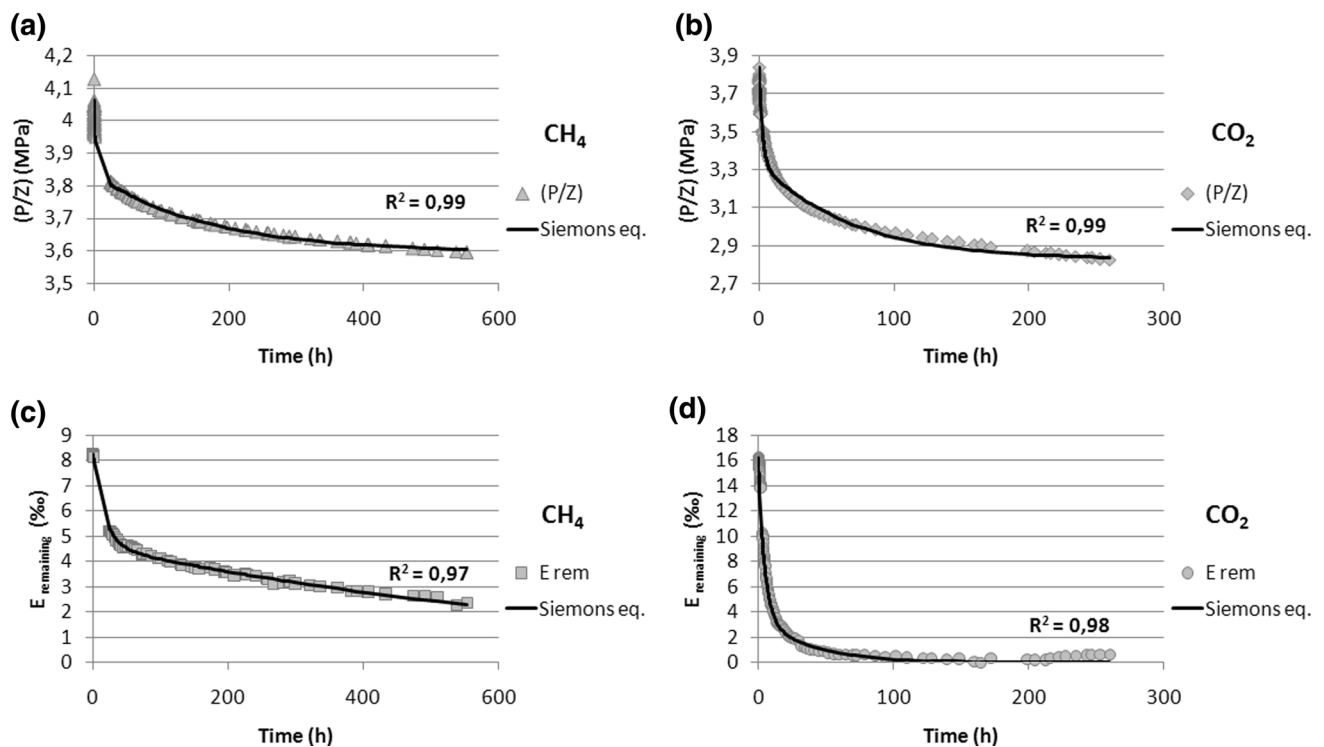 (a)
4,2
4,1
4
3,9
3,8
3,7
3,6
3,5
(P/Z) (MPa)
0
200
400
600
Time (h)
R² = 0,99
CH₄
(P/Z)
Siemons eq.
(b)
3,9
3,7
3,5
3,3
3,1
2,9
2,7
(P/Z) (MPa)
0
100
200
300
Time (h)
R² = 0,99
CO₂
(P/Z)
Siemons eq.
(c)
9
8
7
6
5
4
3
2
1
0
E remaining (‰)
0
200
400
600
Time (h)
R² = 0,97
CH₄
E rem
Siemons eq.
(d)
18
16
14
12
10
8
6
4
2
0
E remaining (‰)
0
100
200
300
Time (h)
R² = 0,98
CO₂
E rem
Siemons eq.